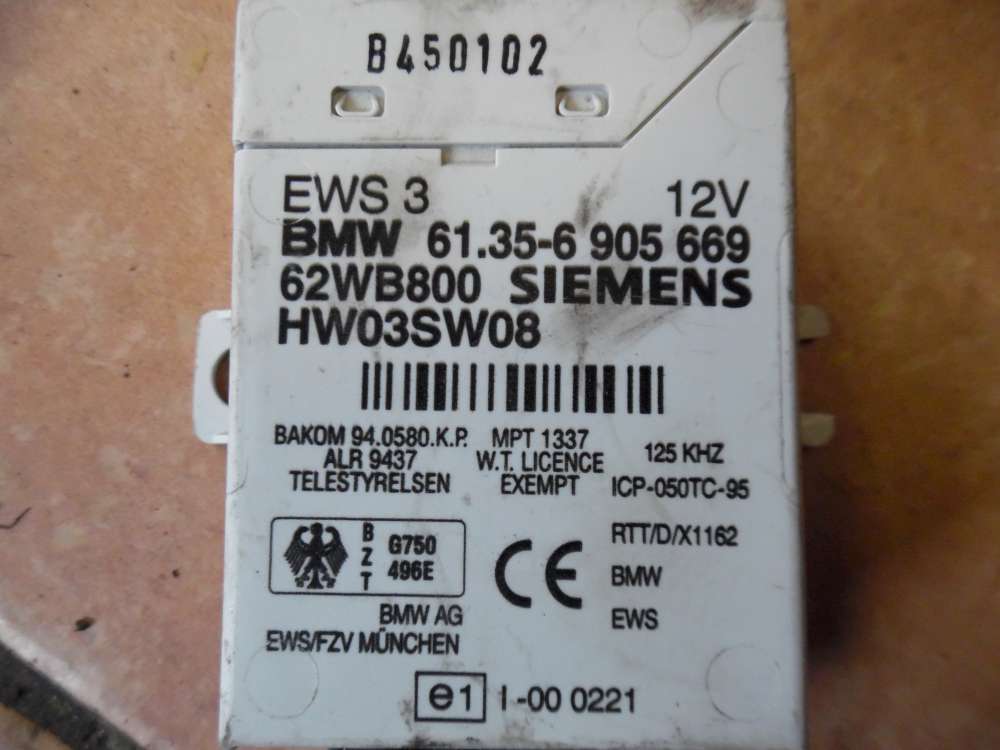 B450102
EWS 3 12V
BMW 61.35-6 905 669
62WB800 SIEMENS
HW03SW08
BAKOM 94.0580.K.P. MPT 1337
ALR 9437 W.T. LICENCE 125 KHZ
TELESTYRELSEN EXEMPT ICP-050TC-95
BZT G750 496E
CE
RTT/D/X1162
BMW
EWS
BMW AG
EWS/FZV MÜNCHEN
e1 I-00 0221